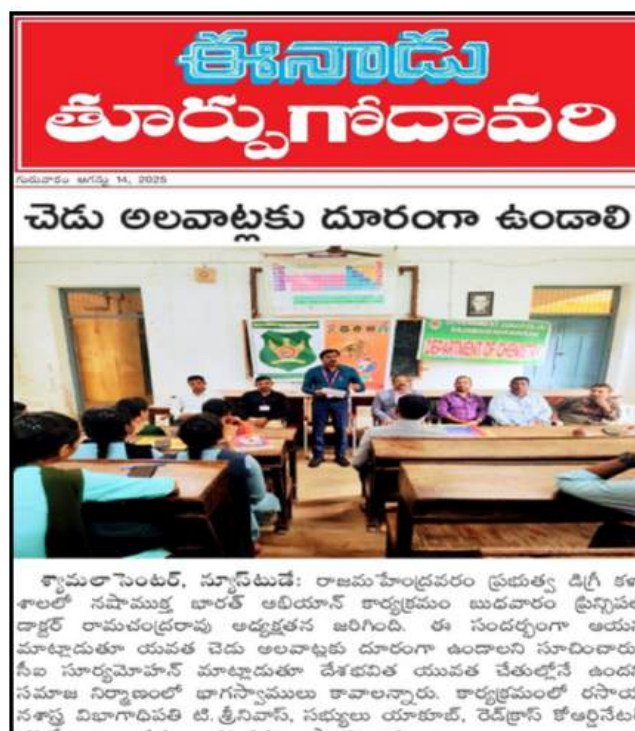 ఈనాడు
తూర్పుగోదావరి
గురువారం ఆగస్టు 14, 2025
చెడు అలవాట్లకు దూరంగా ఉండాలి
DEPARTMENT OF CHEMISTRY
శ్యామలాసెంటర్, న్యూస్‌టుడే: రాజమహేంద్రవరం ప్రభుత్వ డిగ్రీ కళా
శాలలో నషాముక్త భారత్ అభియాన్ కార్యక్రమం బుధవారం ప్రిన్సిపల్
డాక్టర్ రామచంద్రరావు అధ్యక్షతన జరిగింది. ఈ సందర్భంగా ఆయన
మాట్లాడుతూ యువత చెడు అలవాట్లకు దూరంగా ఉండాలని సూచించారు.
సీఐ సూర్యమోహన్ మాట్లాడుతూ దేశభవిత యువత చేతుల్లోనే ఉందని
సమాజ నిర్మాణంలో భాగస్వాములు కావాలన్నారు. కార్యక్రమంలో రసాయ
నశాస్త్ర విభాగాధిపతి టి. శ్రీనివాస్, సభ్యులు యాకూబ్, రెడ్‌క్రాస్ కోఆర్డినేటర్